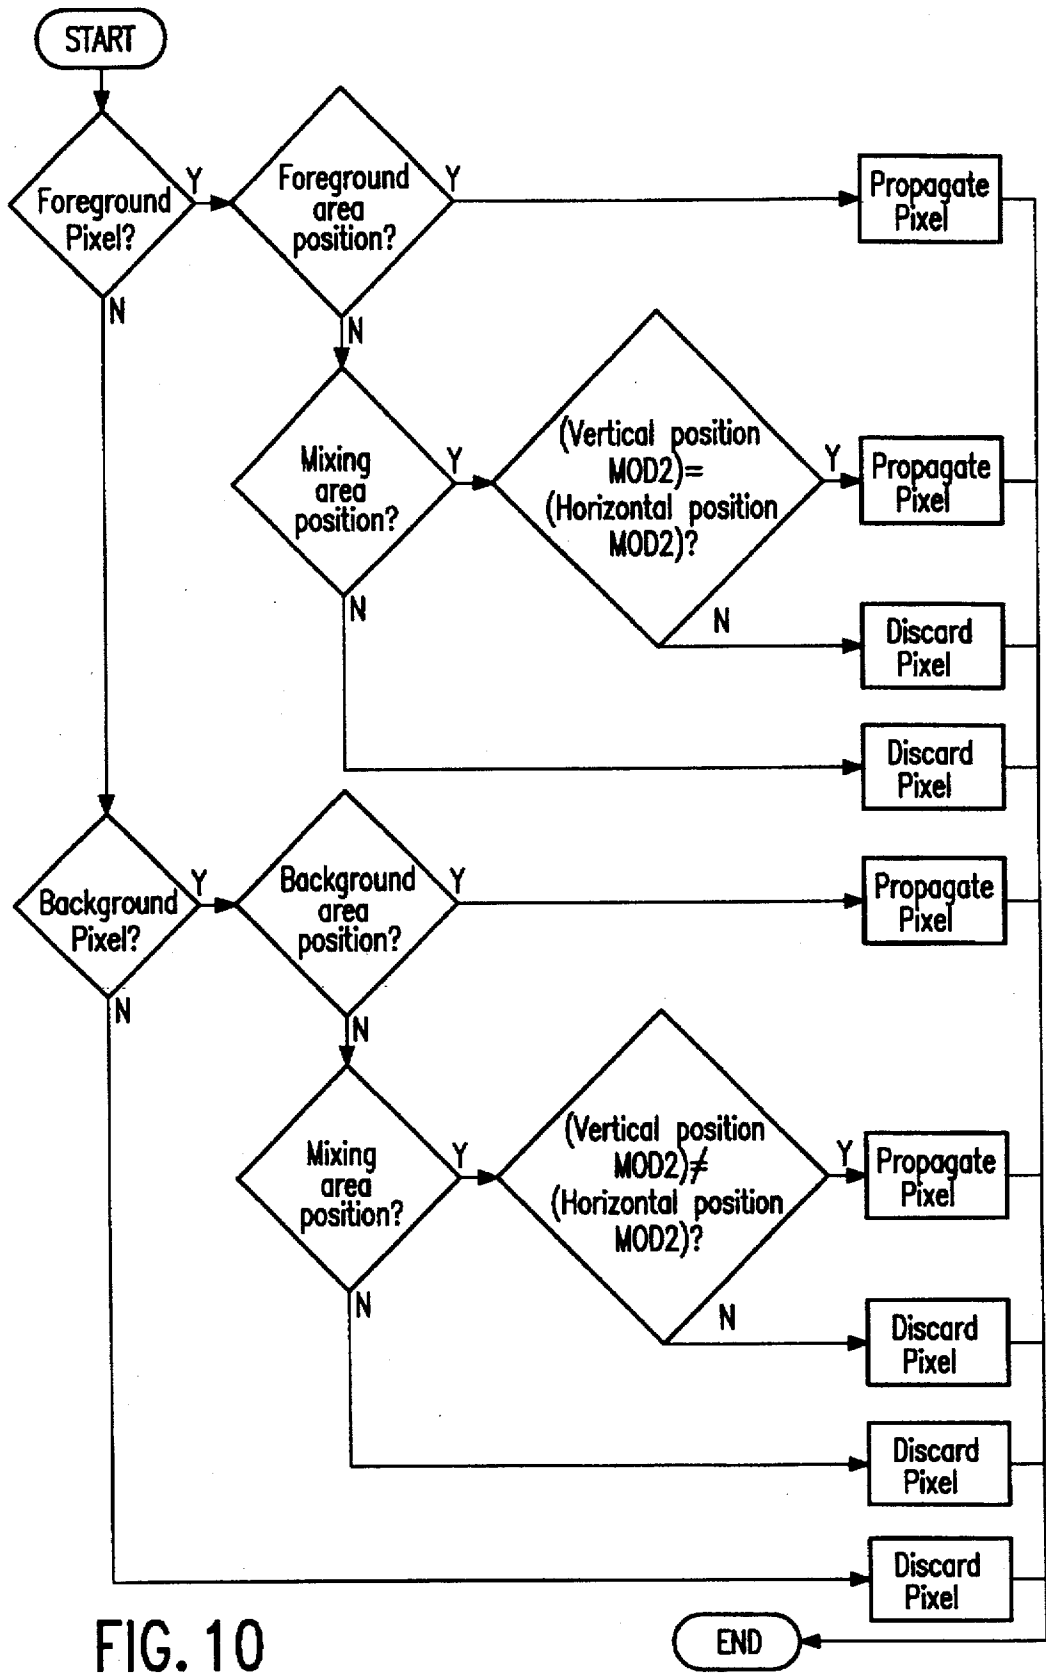 START
Foreground
Pixel?
Y
Foreground
area
position?
Y
Propagate
Pixel
N
N
Mixing
area
position?
Y
(Vertical position
MOD2)=
(Horizontal position
MOD2)?
Y
Propagate
Pixel
N
N
Discard
Pixel
Discard
Pixel
Background
Pixel?
Y
Background
area
position?
Y
Propagate
Pixel
N
N
Mixing
area
position?
Y
(Vertical position
MOD2)≠
(Horizontal position
MOD2)?
Y
Propagate
Pixel
N
N
Discard
Pixel
Discard
Pixel
Discard
Pixel
FIG. 10
END